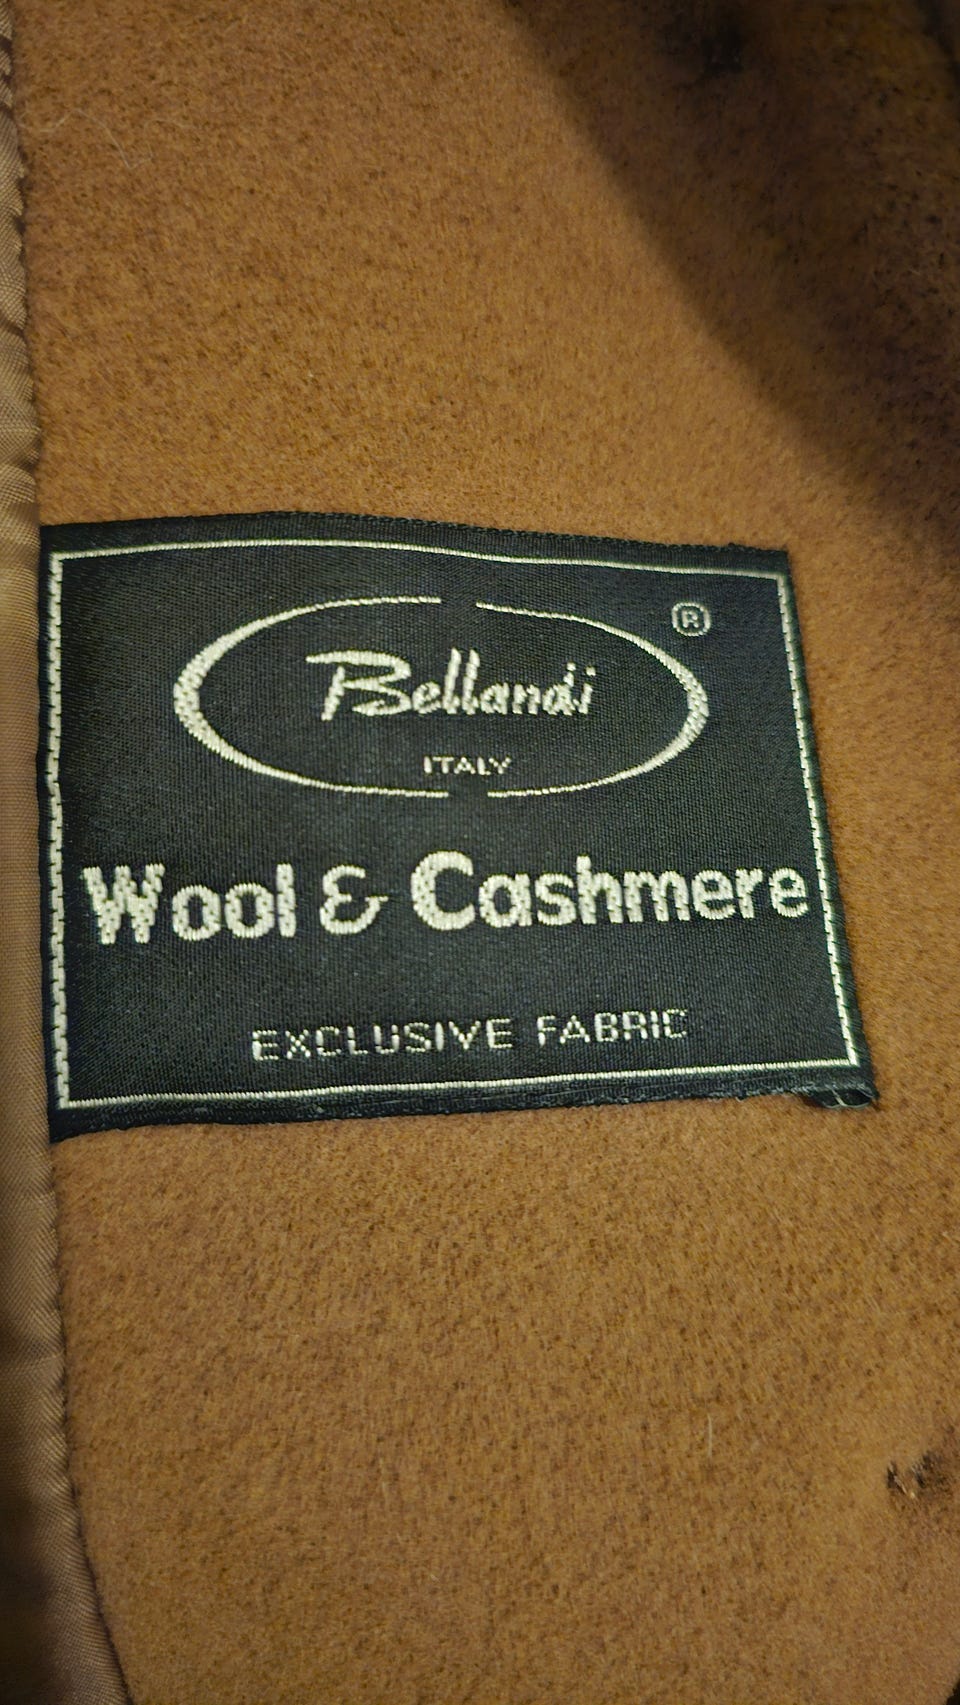 Bellandi ®
ITALY
Wool & Cashmere
EXCLUSIVE FABRIC